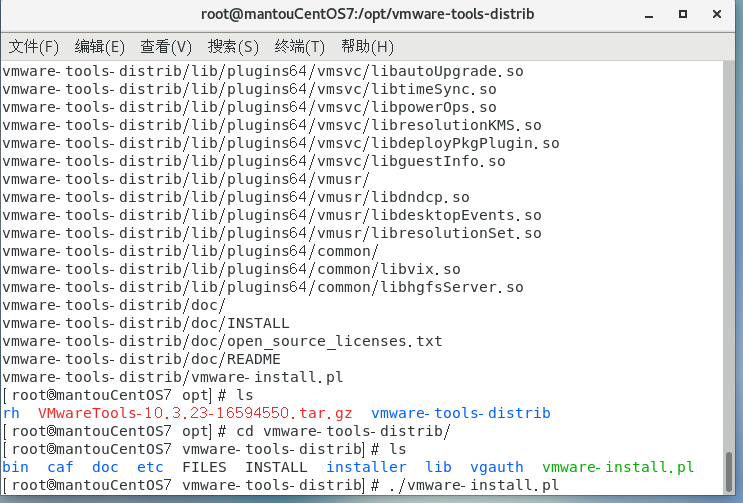 root@mantouCentOS7:/opt/vmware-tools-distrib
文件(F) 编辑(E) 查看(V) 搜索(S) 终端(T) 帮助(H)
vmware-tools-distrib/lib/plugins64/vmsvc/libautoUpgrade.so
vmware-tools-distrib/lib/plugins64/vmsvc/libtimeSync.so
vmware-tools-distrib/lib/plugins64/vmsvc/libpowerOps.so
vmware-tools-distrib/lib/plugins64/vmsvc/libresolutionKMS.so
vmware-tools-distrib/lib/plugins64/vmsvc/libdeployPkgPlugin.so
vmware-tools-distrib/lib/plugins64/vmsvc/libguestInfo.so
vmware-tools-distrib/lib/plugins64/vmusr/
vmware-tools-distrib/lib/plugins64/vmusr/libdndcp.so
vmware-tools-distrib/lib/plugins64/vmusr/libdesktopEvents.so
vmware-tools-distrib/lib/plugins64/vmusr/libresolutionSet.so
vmware-tools-distrib/lib/plugins64/common/
vmware-tools-distrib/lib/plugins64/common/libvix.so
vmware-tools-distrib/lib/plugins64/common/libhgfsServer.so
vmware-tools-distrib/doc/
vmware-tools-distrib/doc/INSTALL
vmware-tools-distrib/doc/open_source_licenses.txt
vmware-tools-distrib/doc/README
vmware-tools-distrib/vmware-install.pl
[root@mantouCentOS7 opt]# ls
rh VMwareTools-10.3.23-16594550.tar.gz vmware-tools-distrib
[root@mantouCentOS7 opt]# cd vmware-tools-distrib/
[root@mantouCentOS7 vmware-tools-distrib]# ls
bin caf doc etc FILES INSTALL installer lib vgauth vmware-install.pl
[root@mantouCentOS7 vmware-tools-distrib]# ./vmware-install.pl